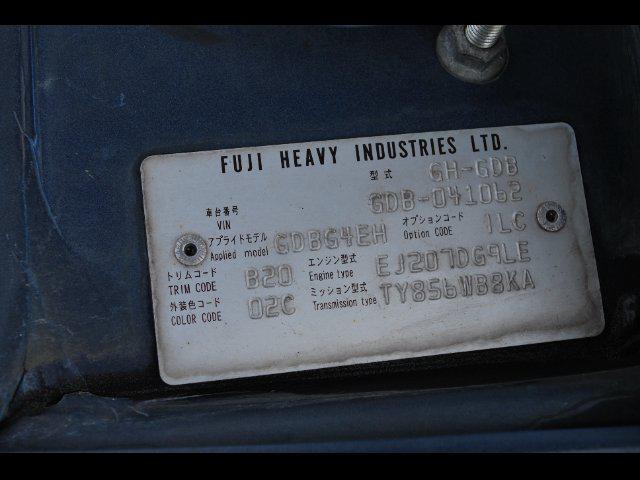 FUJI HEAVY INDUSTRIES LTD.
型式 GH-GDB
車台番号 VIN GDB-041062
アプライドモデル Applied model GDBG4EH オプションコード Option CODE 1LC
トリムコード TRIM CODE B20 エンジン型式 Engine type EJ207DG9LE
外装色コード COLOR CODE 02C ミッション型式 Transmission type TY856WB8KA